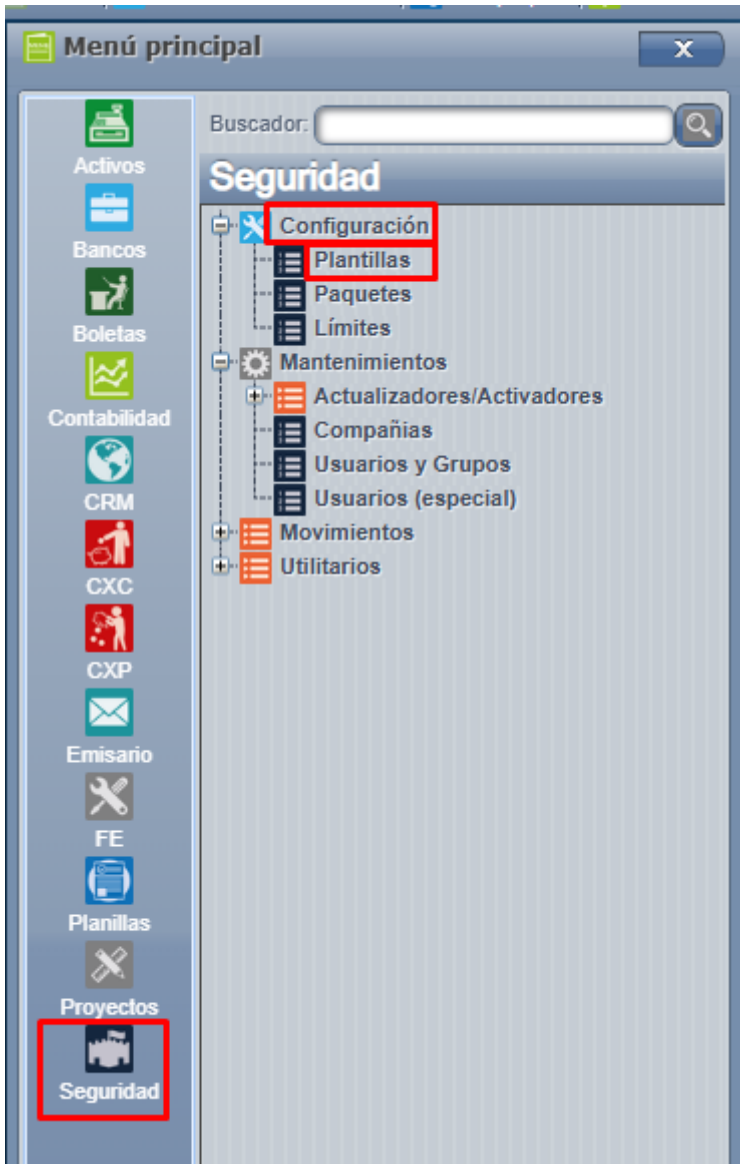 Menú principal
x
Buscador:
Activos
Bancos
Boletas
Contabilidad
CRM
CXC
CXP
Emisario
FE
Planillas
Proyectos
Seguridad
Seguridad
Configuración
Plantillas
Paquetes
Límites
Mantenimientos
Actualizadores/Activadores
Compañias
Usuarios y Grupos
Usuarios (especial)
Movimientos
Utilitarios